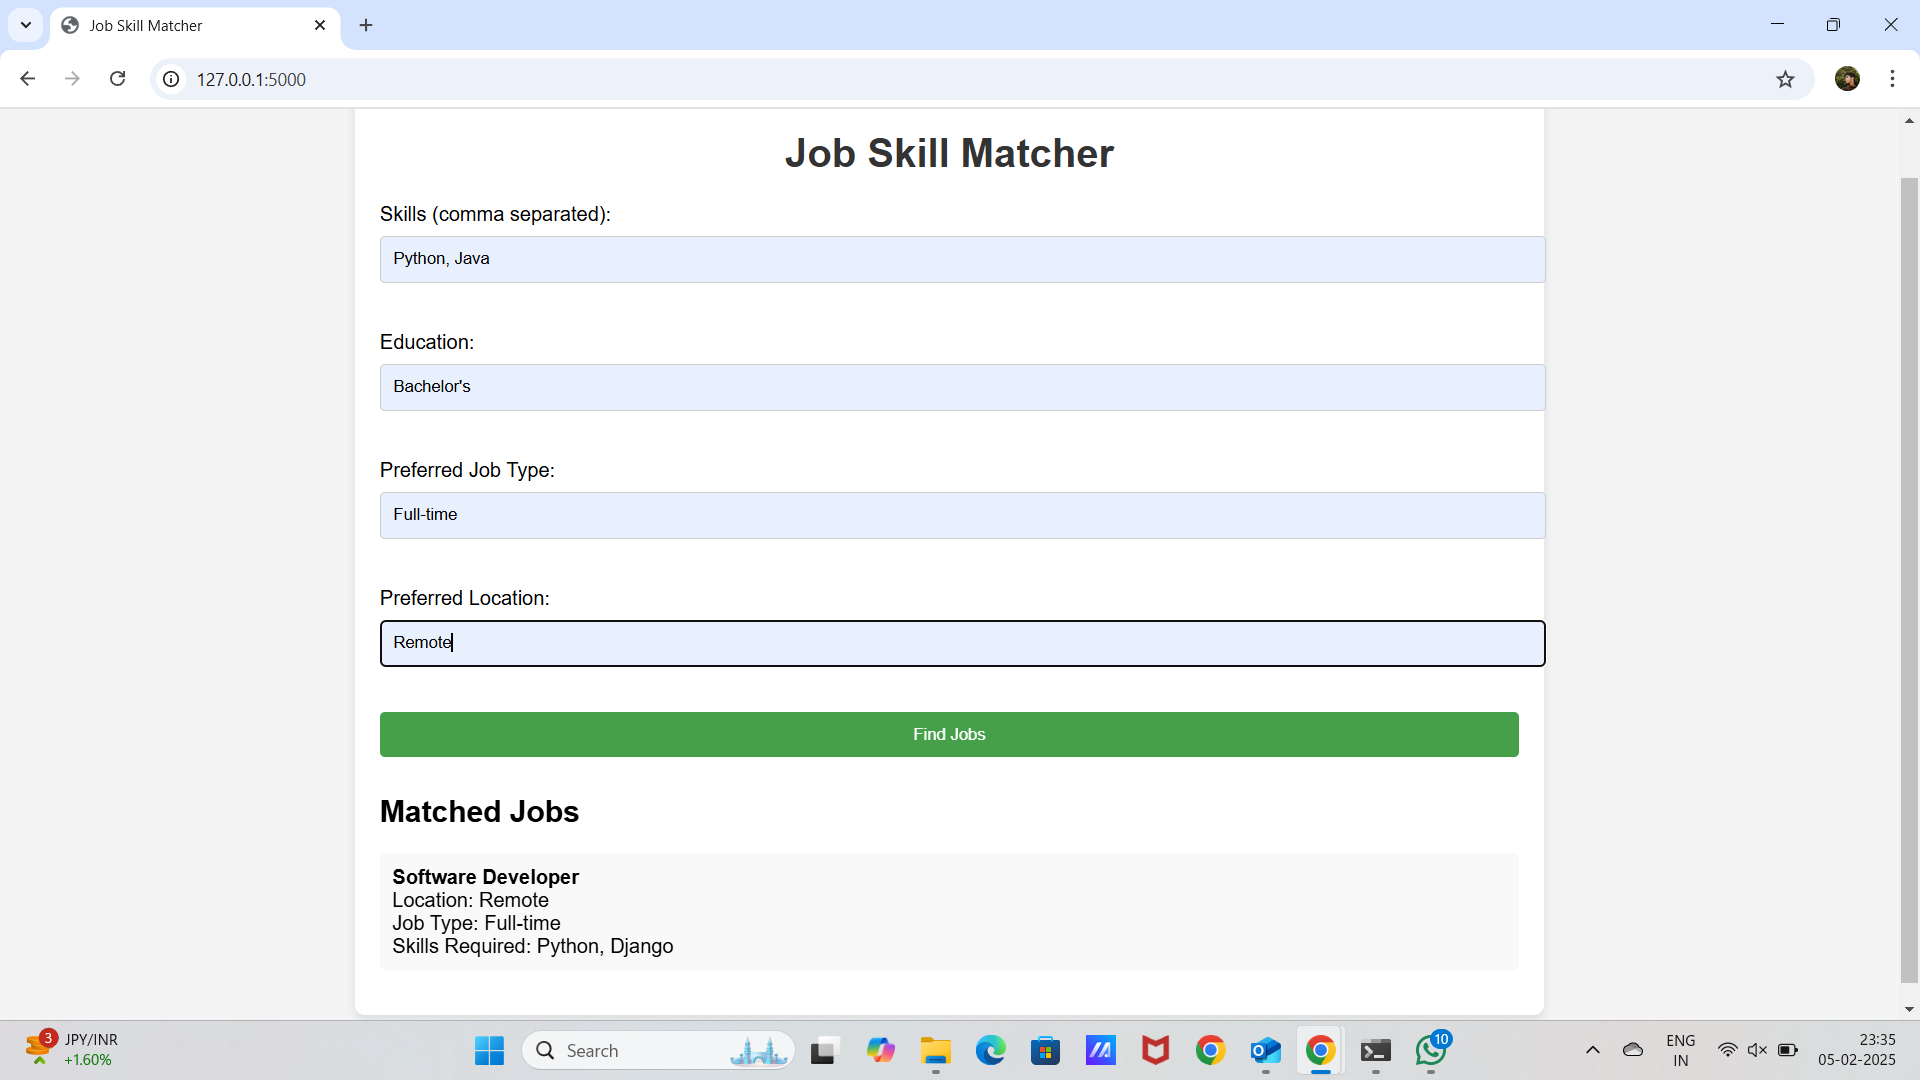 Job Skill Matcher
127.0.0.1:5000
Job Skill Matcher
Skills (comma separated):
Python, Java
Education:
Bachelor's
Preferred Job Type:
Full-time
Preferred Location:
Remote
Find Jobs
Matched Jobs
Software Developer
Location: Remote
Job Type: Full-time
Skills Required: Python, Django
3
JPY/INR
+1.60%
Search
10
ENG
IN
23:35
05-02-2025